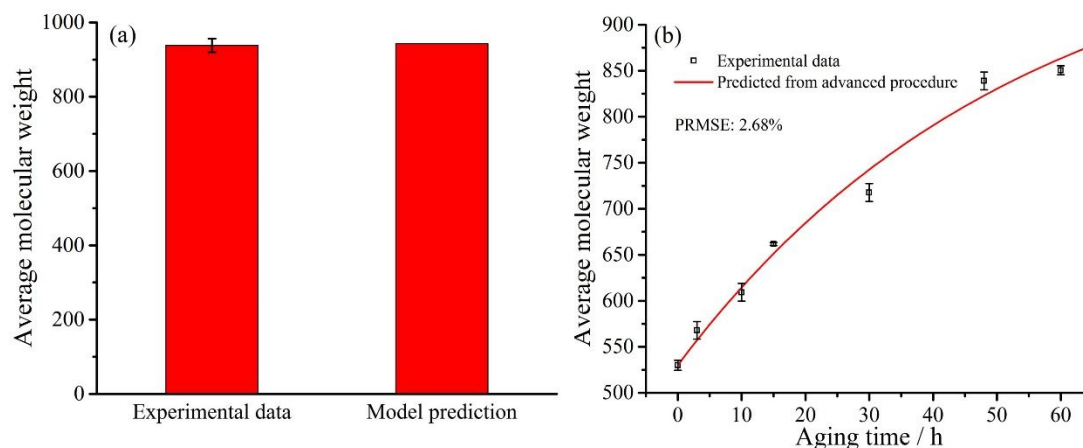 (a)
Average molecular weight
1000
800
600
400
200
0
Experimental data
Model prediction
(b)
Experimental data
Predicted from advanced procedure
PRMSE: 2.68%
Average molecular weight
900
850
800
750
700
650
600
550
500
0
10
20
30
40
50
60
Aging time / h